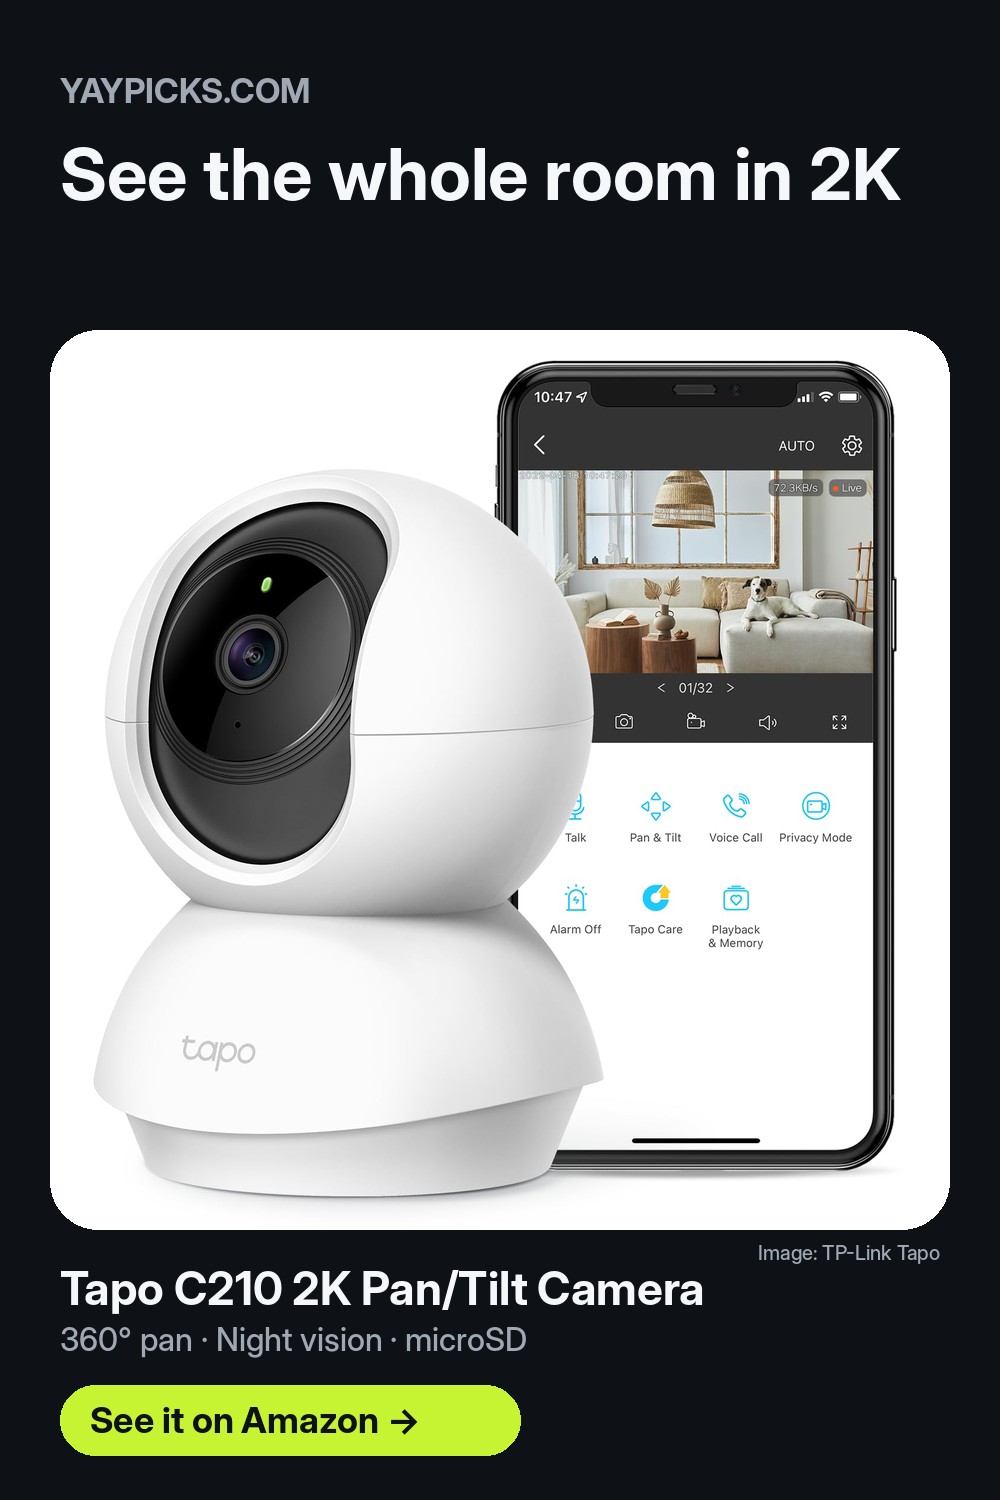 YAYPICKS.COM
See the whole room in 2K
10:47
AUTO
72.3KB/s
Live
< 01/32 >
Talk
Pan & Tilt
Voice Call
Privacy Mode
Alarm Off
Tapo Care
Playback
& Memory
tapo
Image: TP-Link Tapo
Tapo C210 2K Pan/Tilt Camera
360° pan · Night vision · microSD
See it on Amazon →